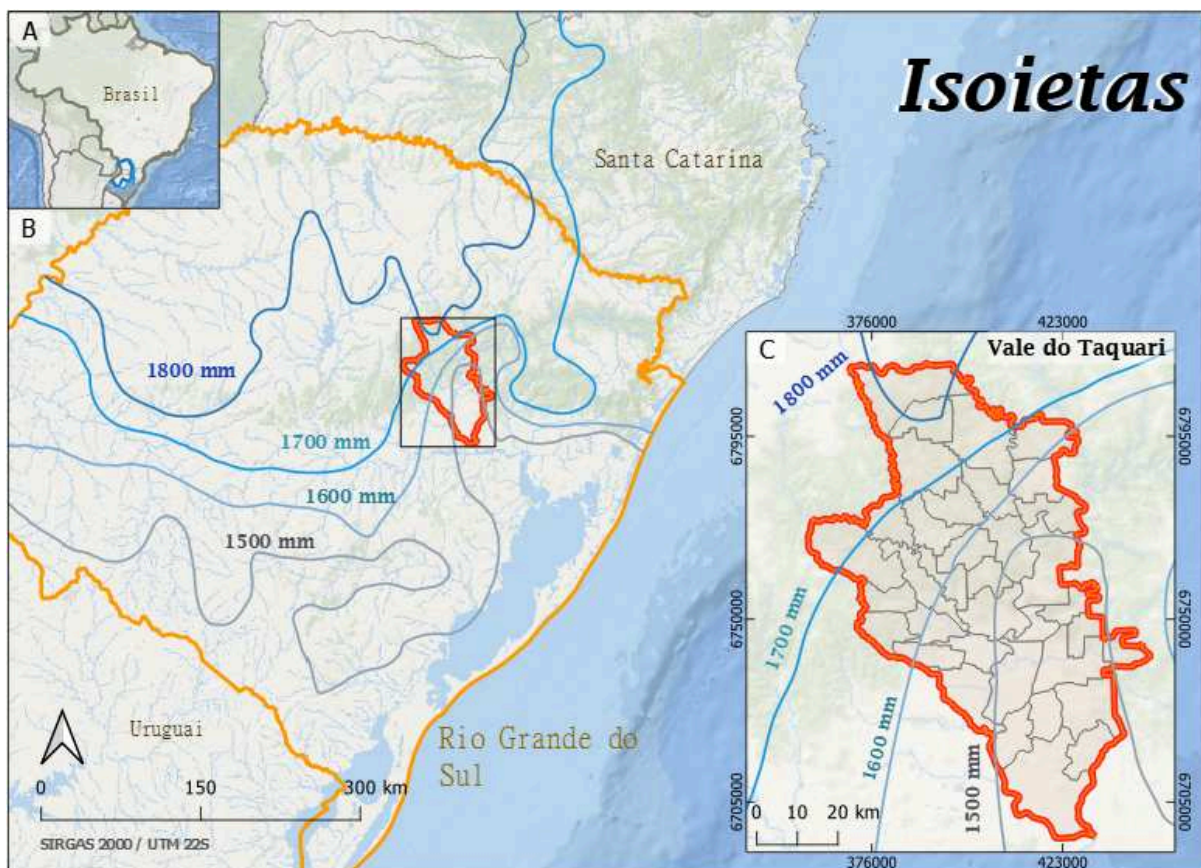 A
Brasil
Isoietas
Santa Catarina
B
1800 mm
1700 mm
1600 mm
1500 mm
Uruguai
Rio Grande do
Sul
0 150 300 km
SIRGAS 2000 / UTM 22S
376000 423000
C
Vale do Taquari
1800 mm
6795000 6795000
6750000 6750000
1700 mm
1600 mm
1500 mm
6705000 6705000
0 10 20 km
376000 423000